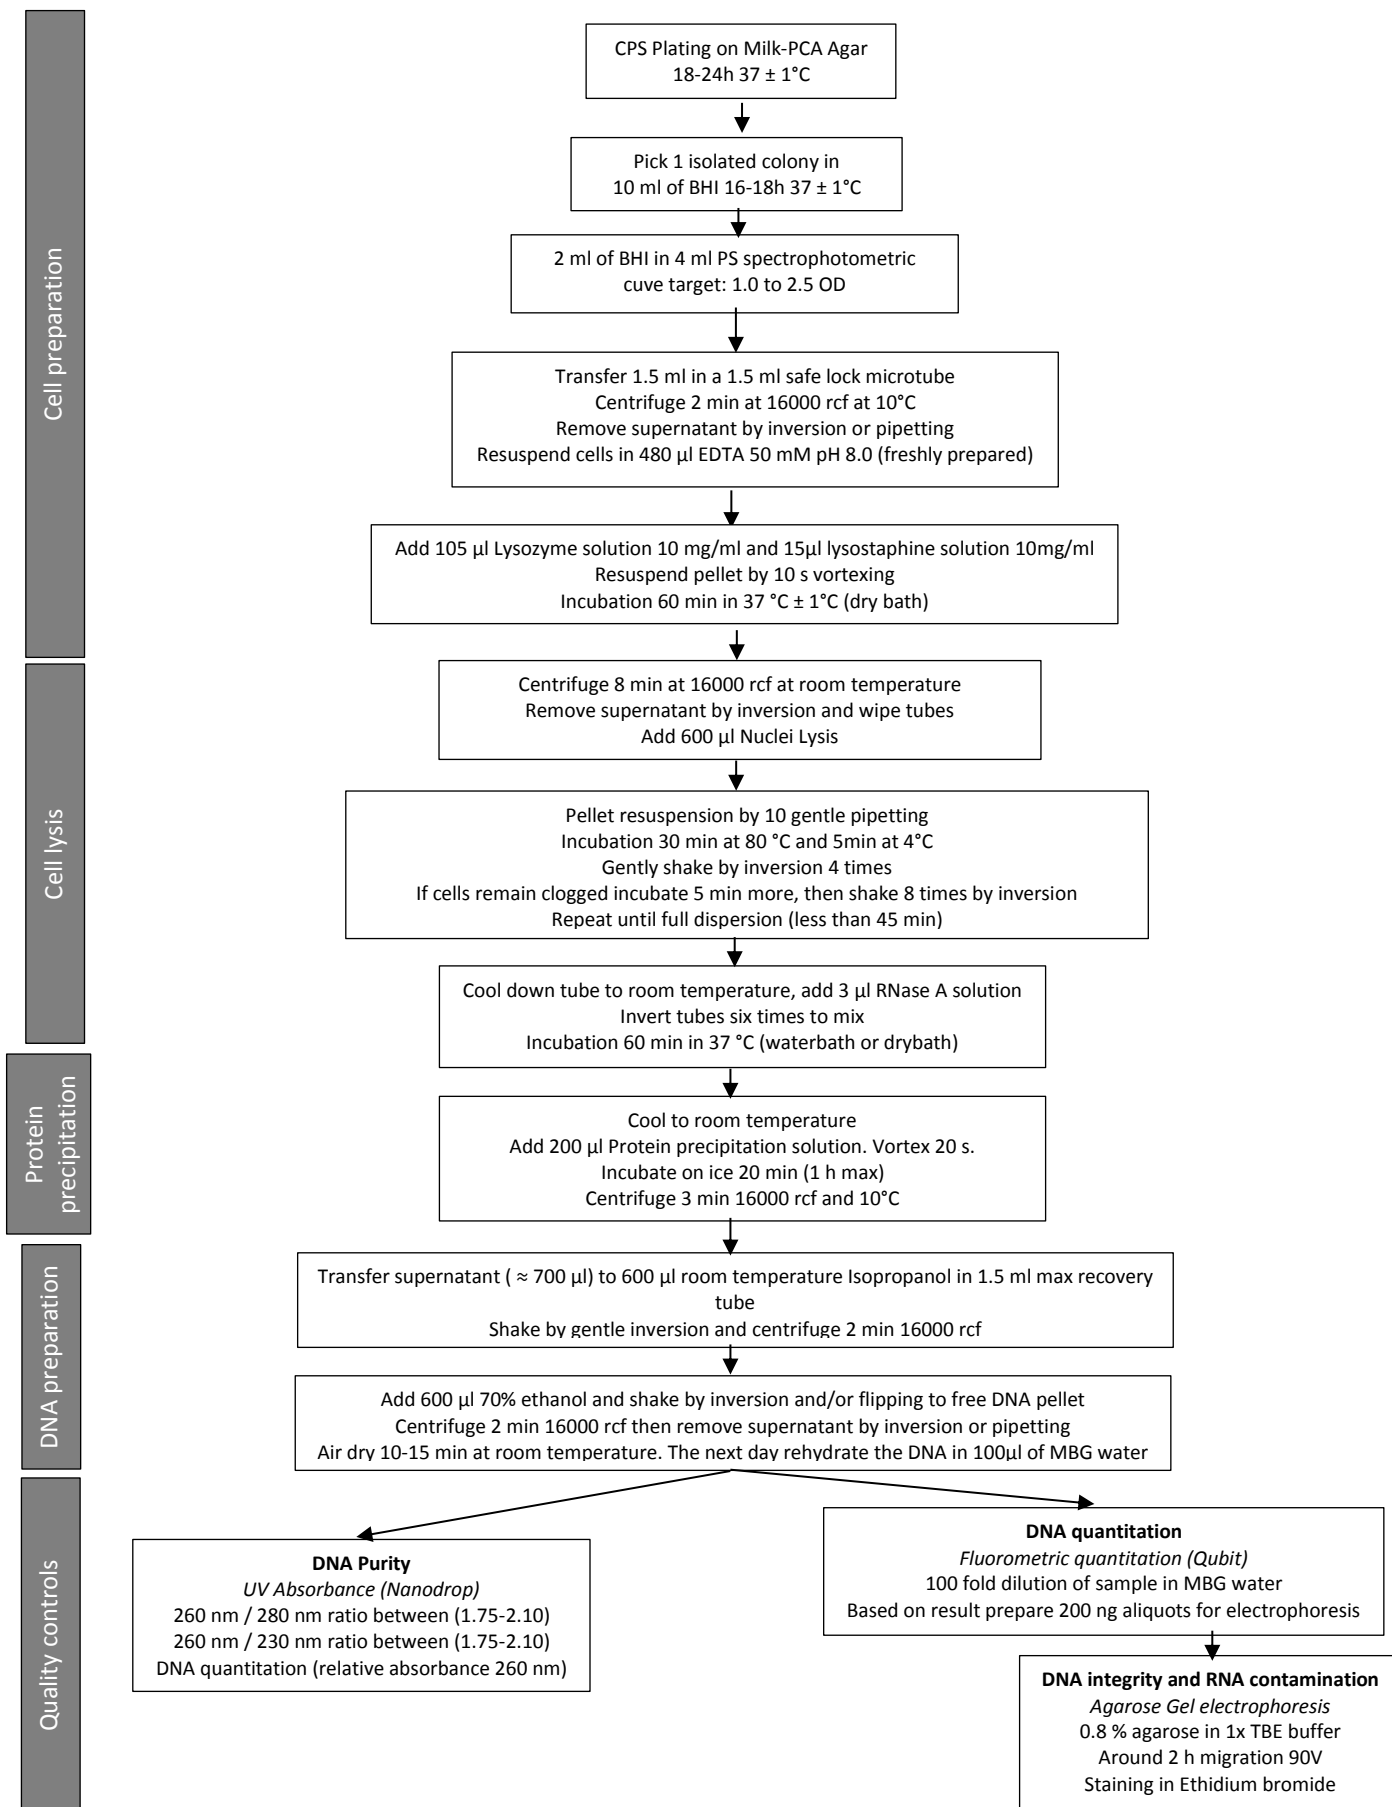 Cell preparation
CPS Plating on Milk-PCA Agar
18-24h 37 ± 1°C
Pick 1 isolated colony in
10 ml of BHI 16-18h 37 ± 1°C
2 ml of BHI in 4 ml PS spectrophotometric
cuve target: 1.0 to 2.5 OD
Transfer 1.5 ml in a 1.5 ml safe lock microtube
Centrifuge 2 min at 16000 rcf at 10°C
Remove supernatant by inversion or pipetting
Resuspend cells in 480 µl EDTA 50 mM pH 8.0 (freshly prepared)
Add 105 µl Lysozyme solution 10 mg/ml and 15µl lysostaphine solution 10mg/ml
Resuspend pellet by 10 s vortexing
Incubation 60 min in 37 °C ± 1°C (dry bath)
Cell lysis
Centrifuge 8 min at 16000 rcf at room temperature
Remove supernatant by inversion and wipe tubes
Add 600 µl Nuclei Lysis
Pellet resuspension by 10 gentle pipetting
Incubation 30 min at 80 °C and 5min at 4°C
Gently shake by inversion 4 times
If cells remain clogged incubate 5 min more, then shake 8 times by inversion
Repeat until full dispersion (less than 45 min)
Cool down tube to room temperature, add 3 µl RNase A solution
Invert tubes six times to mix
Incubation 60 min in 37 °C (waterbath or drybath)
Protein
precipitation
Cool to room temperature
Add 200 µl Protein precipitation solution. Vortex 20 s.
Incubate on ice 20 min (1 h max)
Centrifuge 3 min 16000 rcf and 10°C
DNA preparation
Transfer supernatant ( ≈ 700 µl) to 600 µl room temperature Isopropanol in 1.5 ml max recovery
tube
Shake by gentle inversion and centrifuge 2 min 16000 rcf
Add 600 µl 70% ethanol and shake by inversion and/or flipping to free DNA pellet
Centrifuge 2 min 16000 rcf then remove supernatant by inversion or pipetting
Air dry 10-15 min at room temperature. The next day rehydrate the DNA in 100µl of MBG water
Quality controls
DNA Purity
UV Absorbance (Nanodrop)
260 nm / 280 nm ratio between (1.75-2.10)
260 nm / 230 nm ratio between (1.75-2.10)
DNA quantitation (relative absorbance 260 nm)
DNA quantitation
Fluorometric quantitation (Qubit)
100 fold dilution of sample in MBG water
Based on result prepare 200 ng aliquots for electrophoresis
DNA integrity and RNA contamination
Agarose Gel electrophoresis
0.8 % agarose in 1x TBE buffer
Around 2 h migration 90V
Staining in Ethidium bromide